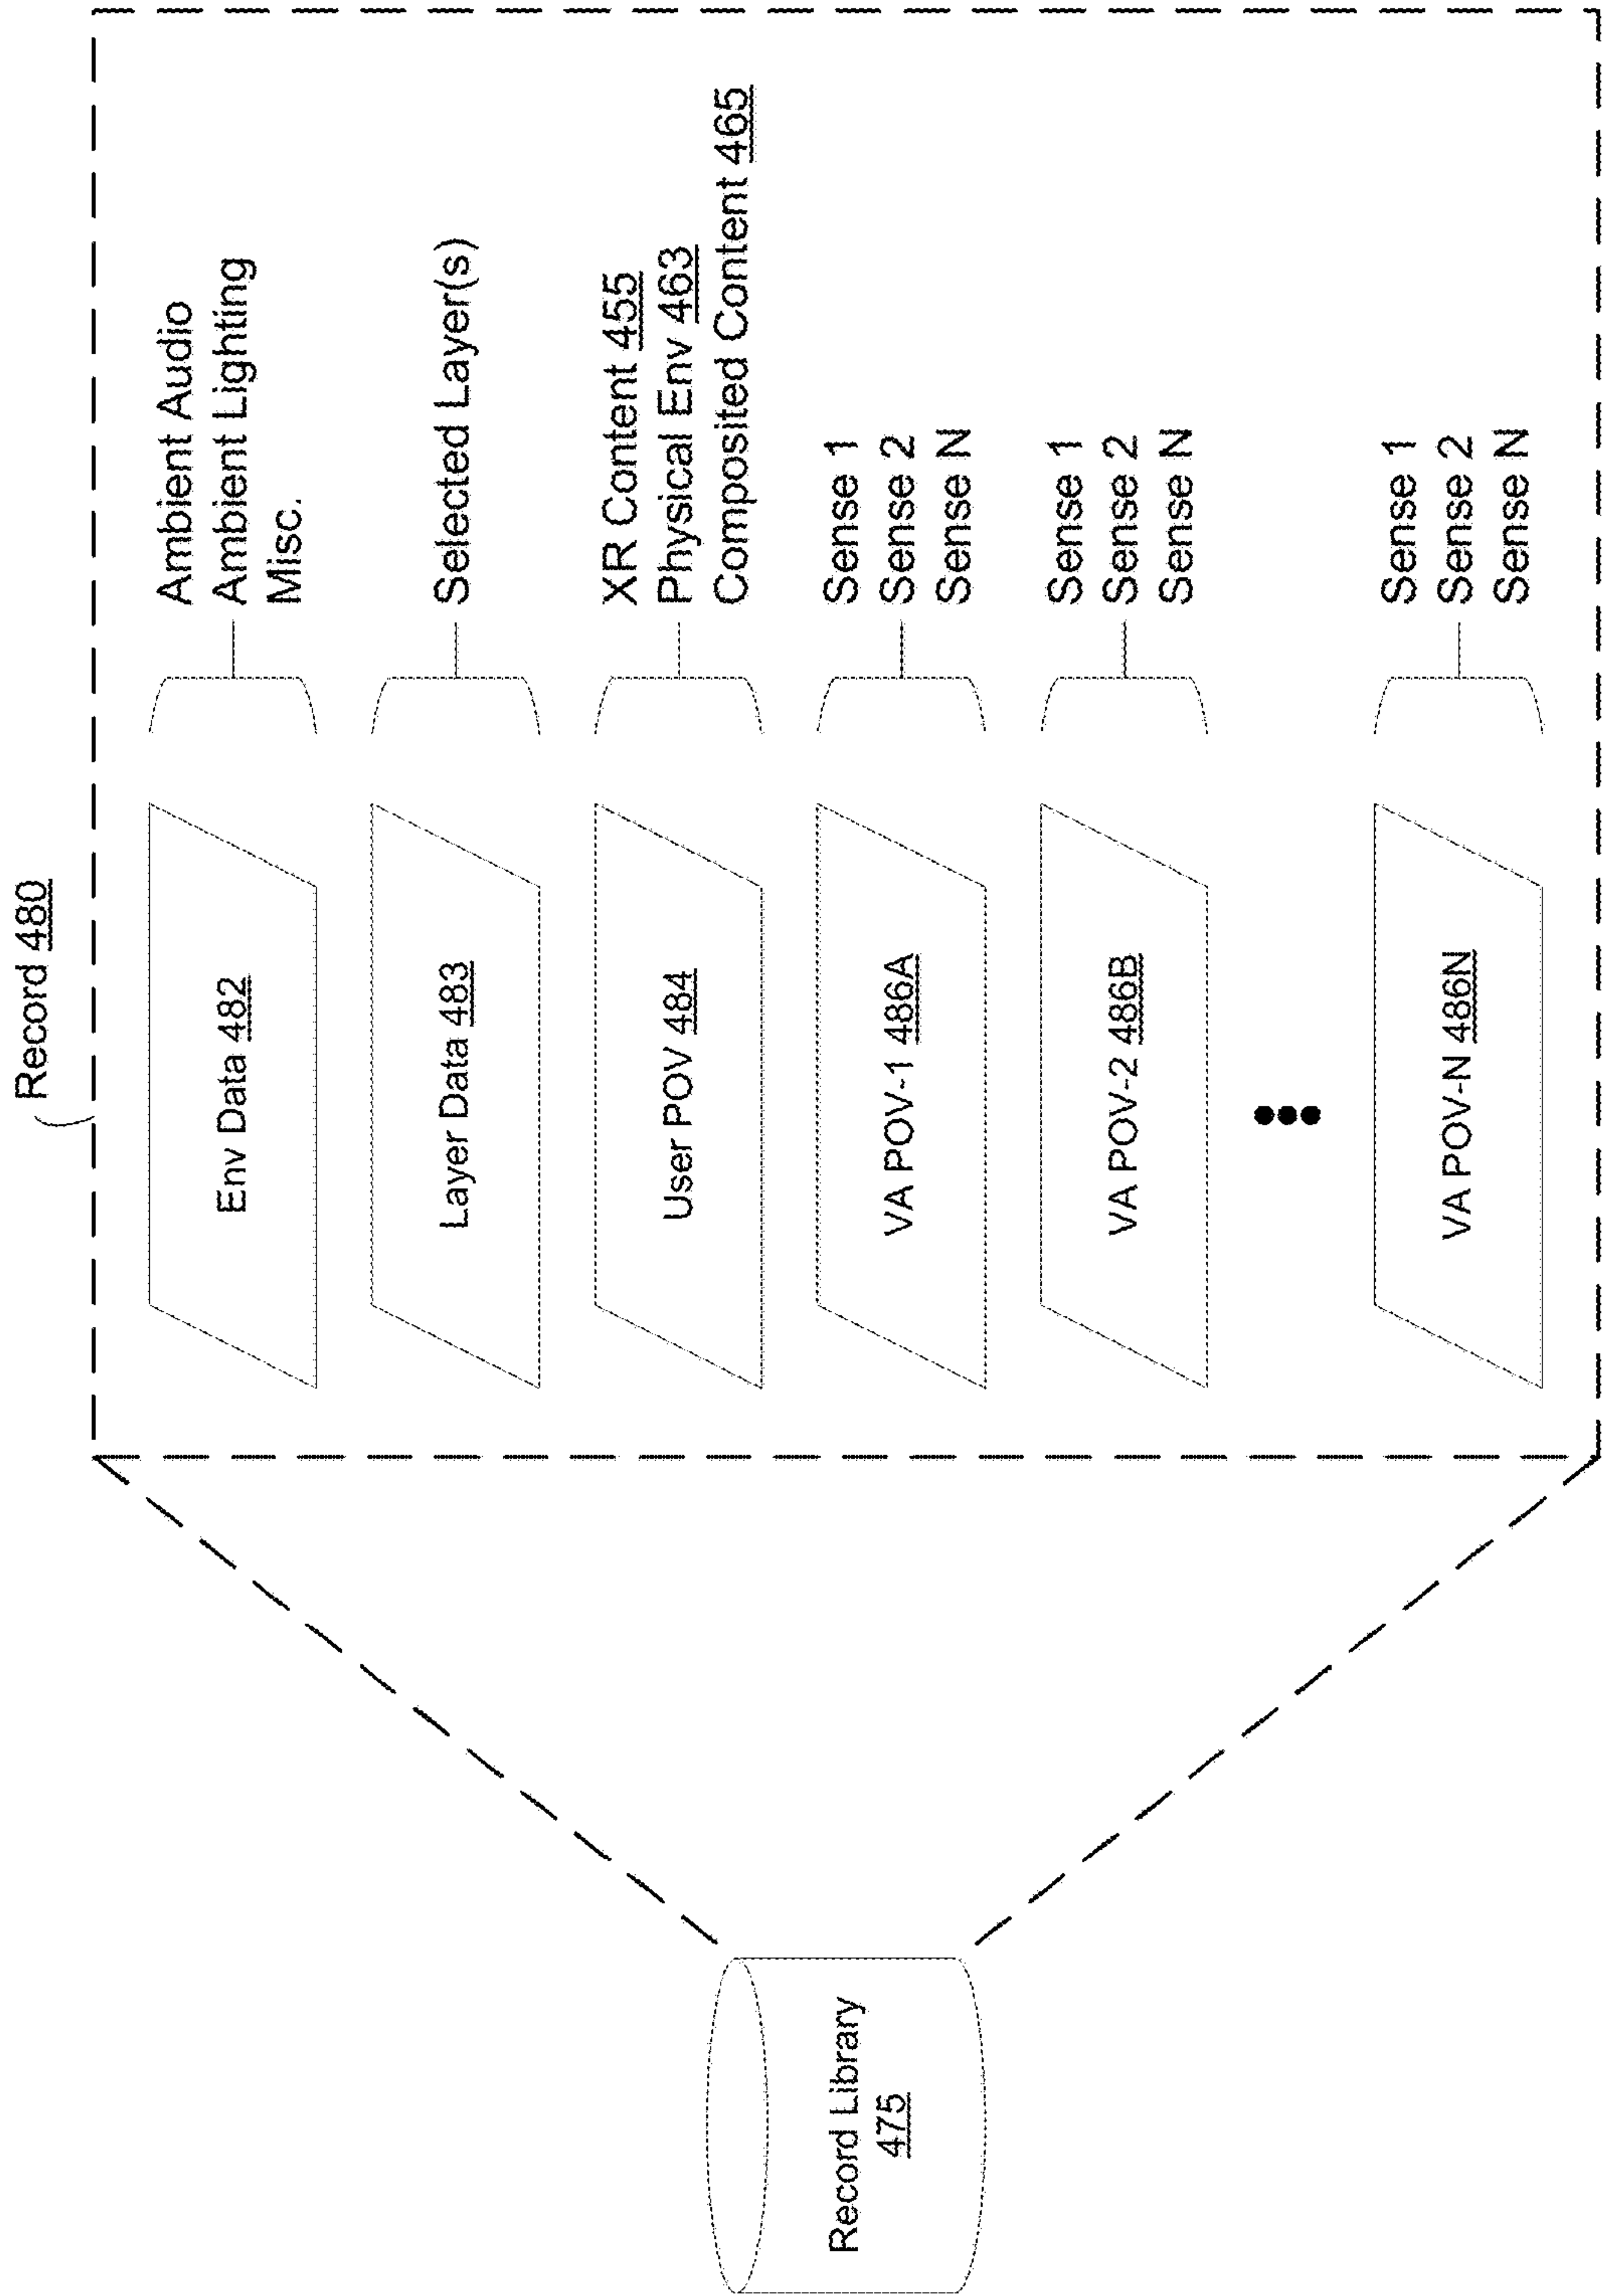 Record 480
Env Data 482
Ambient Audio
Ambient Lighting
Misc.
Layer Data 483
Selected Layer(s)
User POV 484
XR Content 455
Physical Env 463
Composited Content 465
VA POV-1 486A
Sense 1
Sense 2
Sense N
VA POV-2 486B
Sense 1
Sense 2
Sense N
VA POV-N 486N
Sense 1
Sense 2
Sense N
Record Library
475